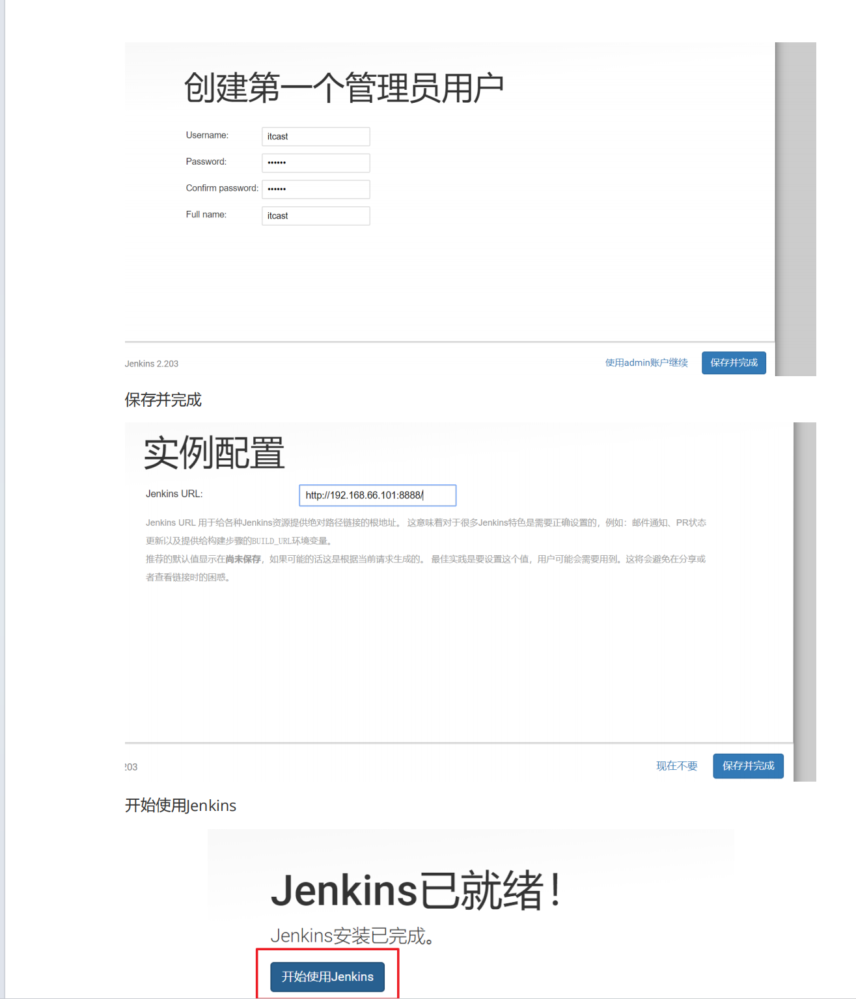 创建第一个管理员用户
Username:
itcast
Password:
••••••
Confirm password:
••••••
Full name:
itcast
Jenkins 2.203
使用admin账户继续
保存并完成
保存并完成
实例配置
Jenkins URL:
http://192.168.66.101:8888/
Jenkins URL 用于给各种Jenkins资源提供绝对路径链接的根地址。 这意味着对于很多Jenkins特色是需要正确设置的，例如：邮件通知、PR状态
更新以及提供给构建步骤的BUILD_URL环境变量。
推荐的默认值显示在尚未保存，如果可能的话这是根据当前请求生成的。 最佳实践是要设置这个值，用户可能会需要用到。这将会避免在分享或
者查看链接时的困惑。
203
现在不要
保存并完成
开始使用Jenkins
Jenkins已就绪！
Jenkins安装已完成。
开始使用Jenkins